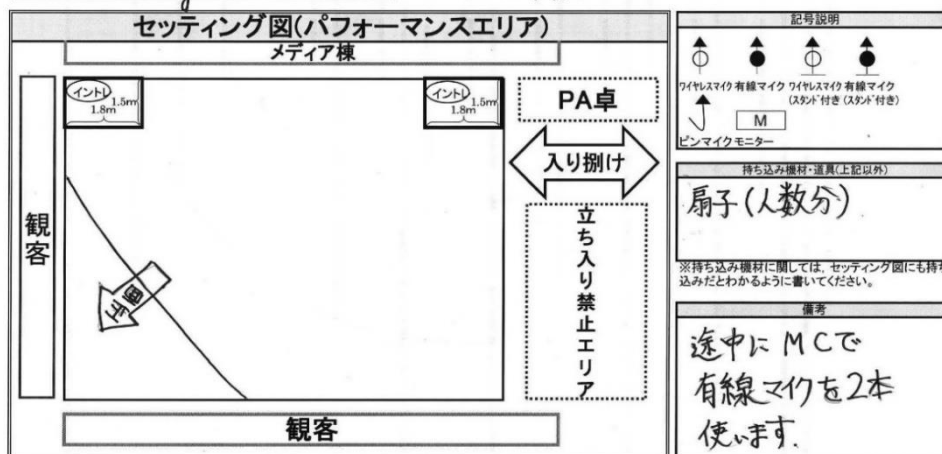 セッティング図(パフォーマンスエリア)
メディア棟
イントレ
1.5m
1.8m
イントレ
1.5m
1.8m
PA卓
入り捌け
観客
正面
立ち入り禁止エリア
観客
記号説明
ワイヤレスマイク 有線マイク ワイヤレスマイク 有線マイク
(スタンド付き) (スタンド付き)
M
ピンマイク モニター
持ち込み機材・道具(上記以外)
扇子(人数分)
※持ち込み機材に関しては、セッティング図にも持ち
込みだとわかるように書いてください。
備考
途中にMCで
有線マイクを2本
使います.